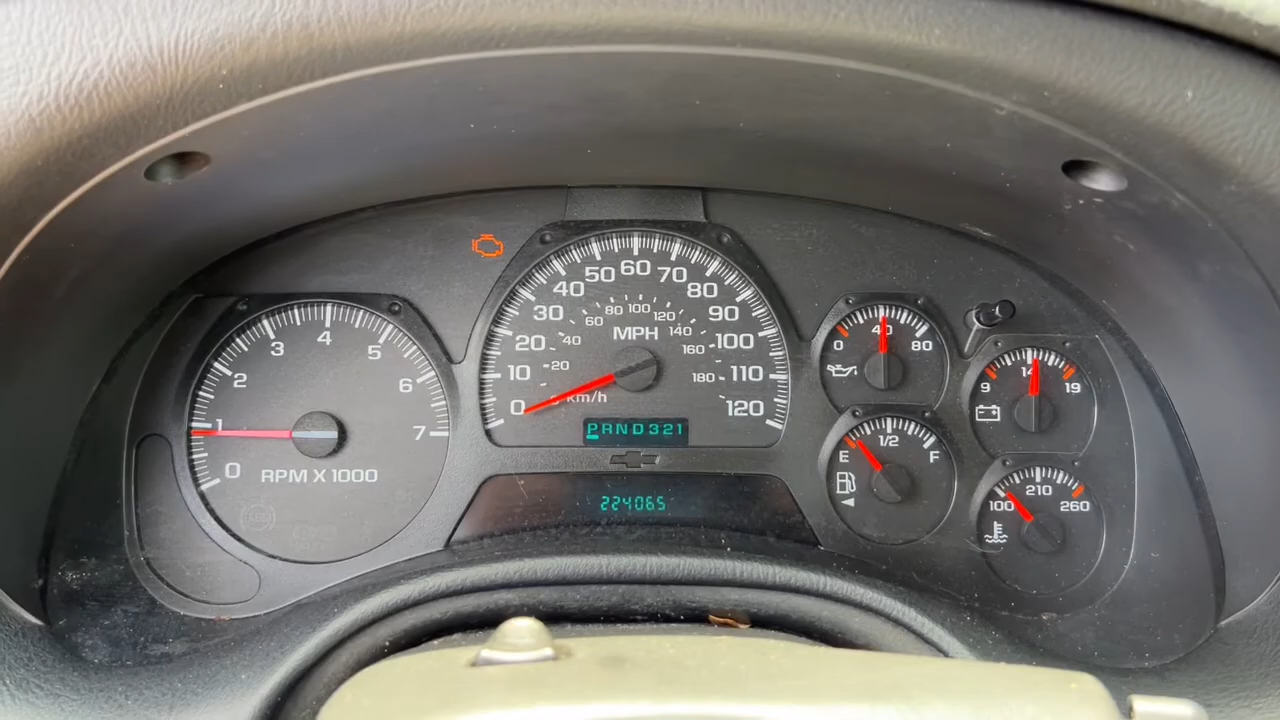 0 1 2 3 4 5 6 7
RPM X 1000
0 10 20 30 40 50 60 70 80 90 100 110 120
MPH
20 40 60 80 100 120 140 160 180
km/h
PRND321
224065
0 40 80
9 14 19
E 1/2 F
100 210 260